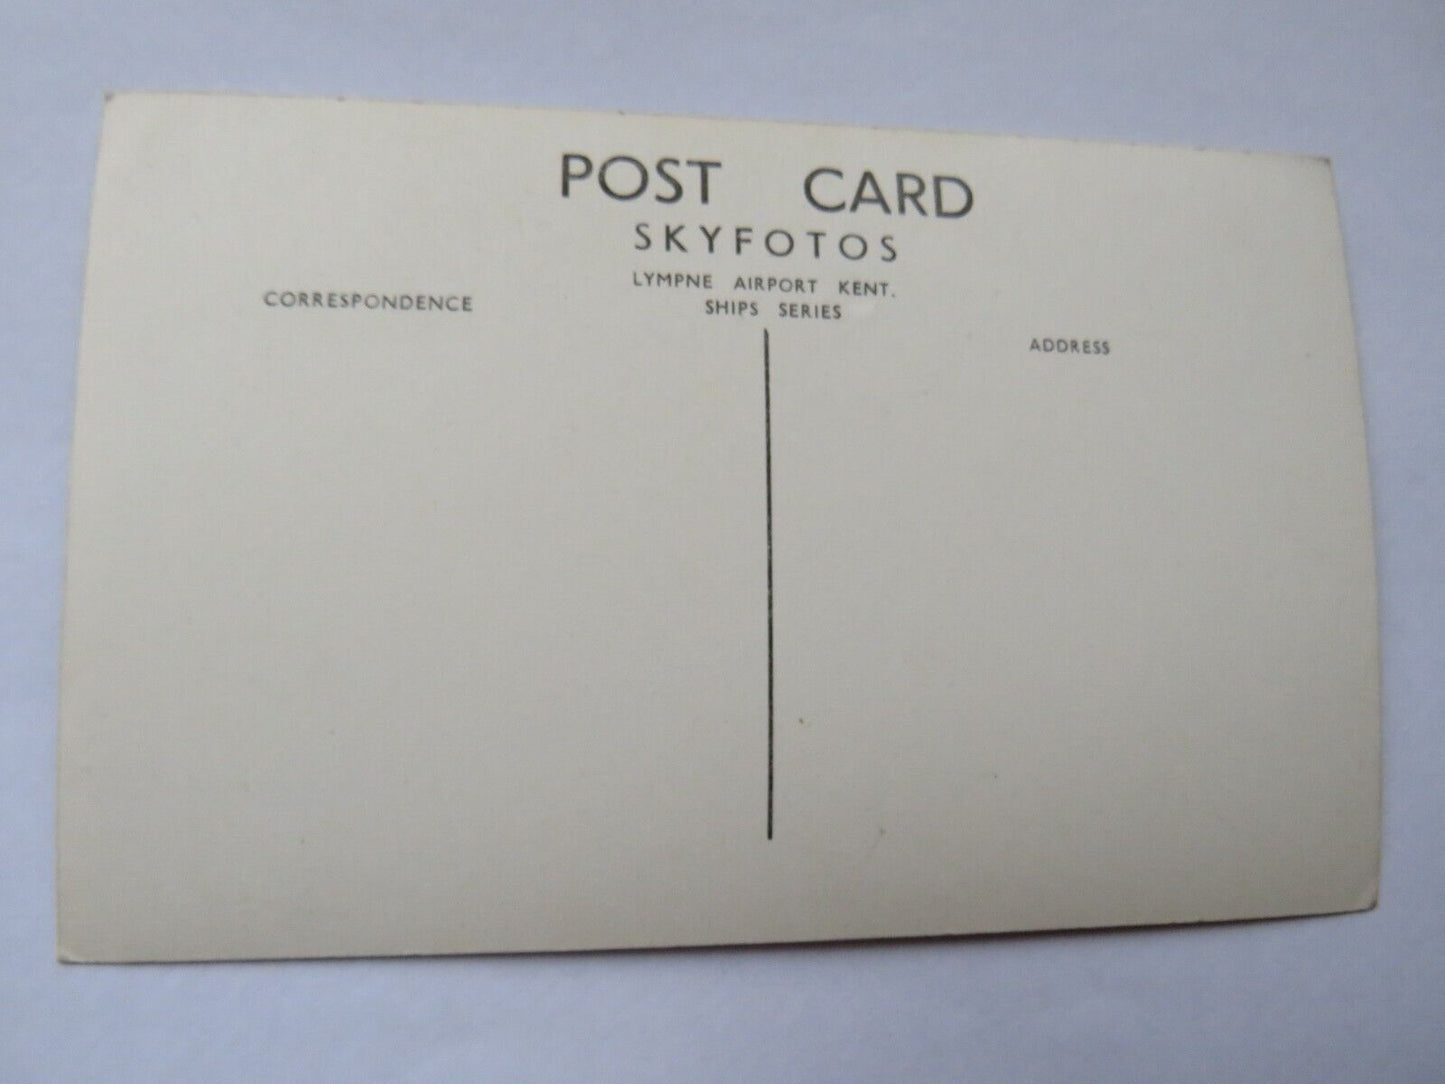 POST CARD
SKYFOTOS
LYMPNE AIRPORT KENT.
SHIPS SERIES
CORRESPONDENCE
ADDRESS